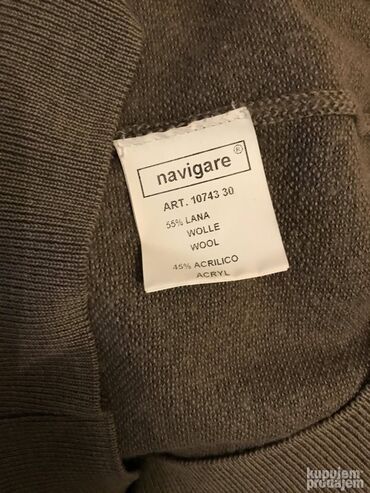 navigare®
ART. 10743 30
55% LANA
WOLLE
WOOL
45% ACRILICO
ACRYL
kupujem
prodajem